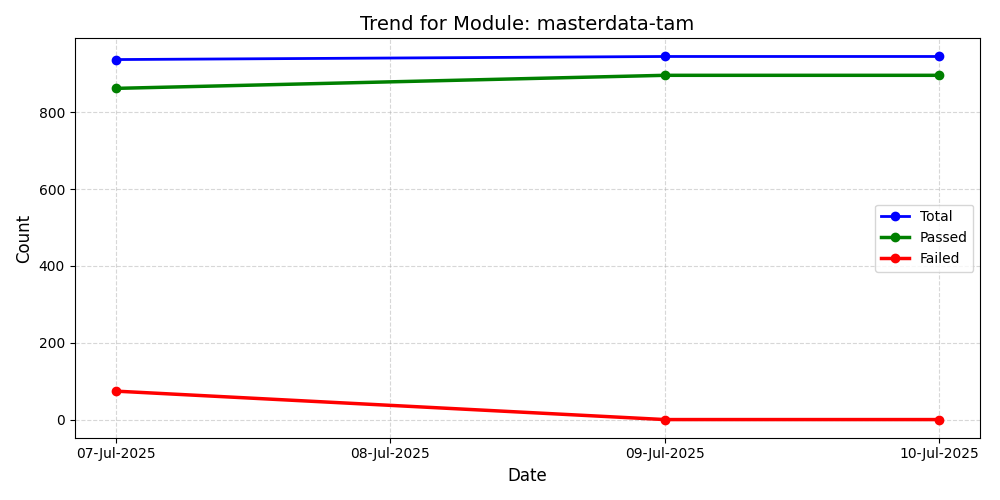 Trend for Module: masterdata-tam
Count
800
600
400
200
0
Total
Passed
Failed
07-Jul-2025 08-Jul-2025 09-Jul-2025 10-Jul-2025
Date